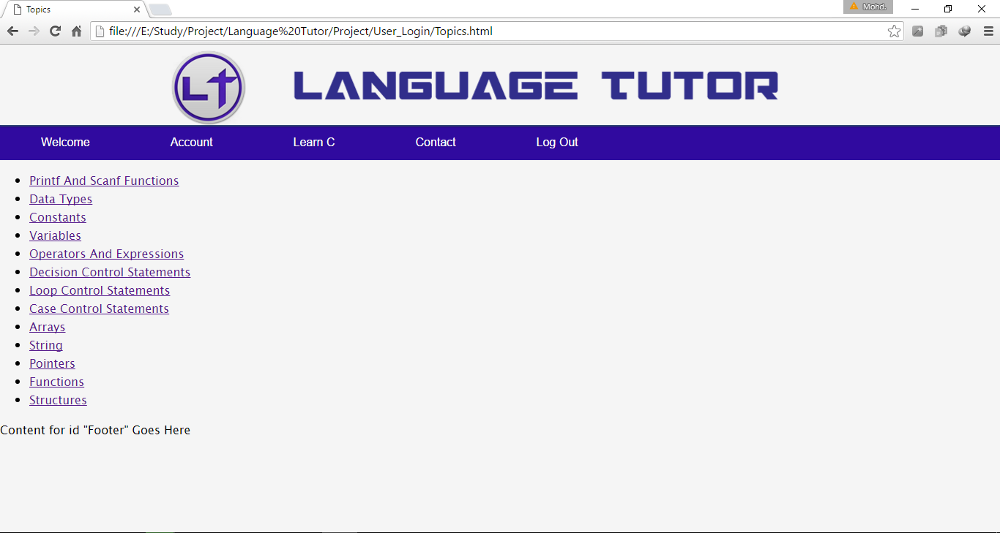 Topics
Mohd.
file:///E:/Study/Project/Language%20Tutor/Project/User_Login/Topics.html
LT LANGUAGE TUTOR
Welcome Account Learn C Contact Log Out
Printf And Scanf Functions
Data Types
Constants
Variables
Operators And Expressions
Decision Control Statements
Loop Control Statements
Case Control Statements
Arrays
String
Pointers
Functions
Structures
Content for id "Footer" Goes Here